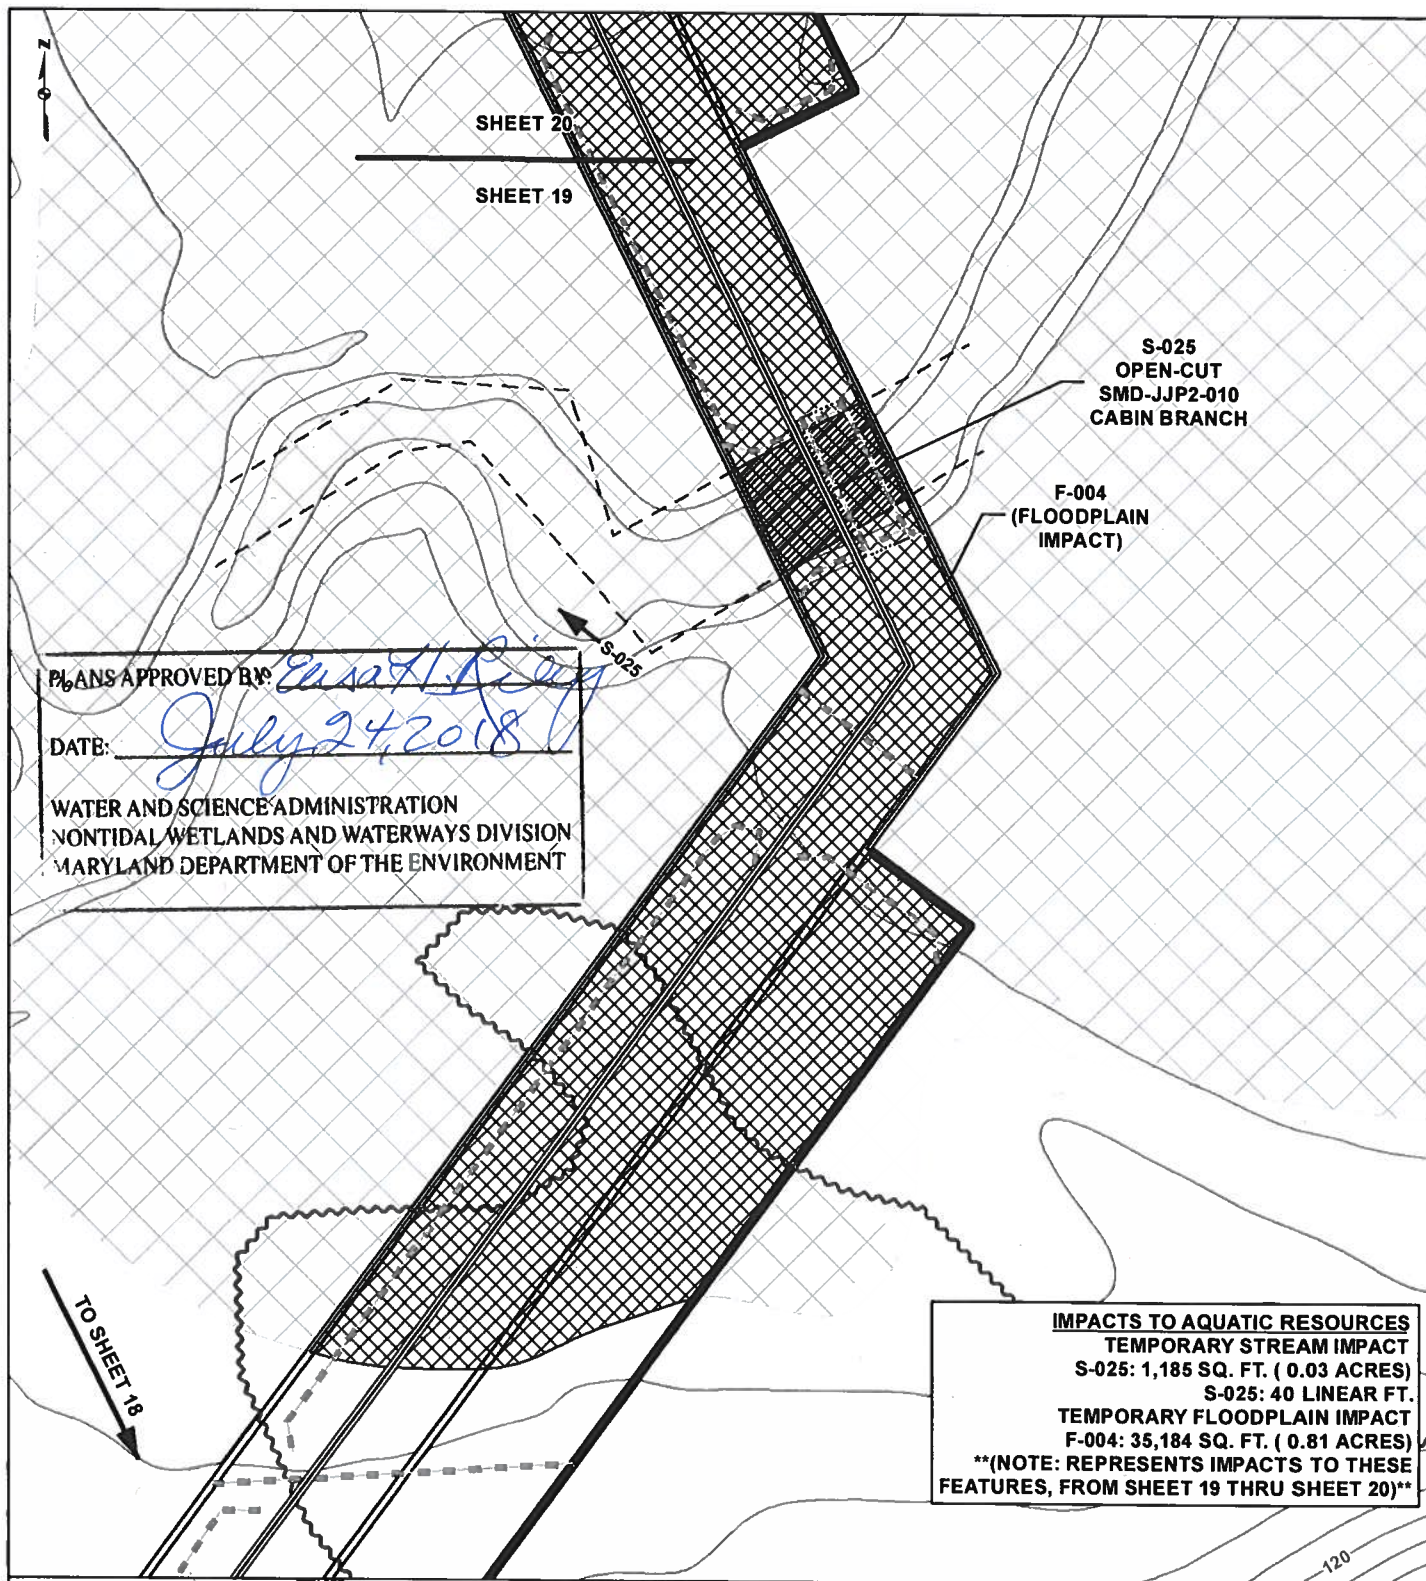 N
SHEET 20
SHEET 19
S-025
OPEN-CUT
SMD-JJP2-010
CABIN BRANCH
F-004
(FLOODPLAIN
IMPACT)
S-025
PLANS APPROVED BY: Elisa H. Riley
DATE: July 24, 2018
WATER AND SCIENCE ADMINISTRATION
NONTIDAL WETLANDS AND WATERWAYS DIVISION
MARYLAND DEPARTMENT OF THE ENVIRONMENT
TO SHEET 18
IMPACTS TO AQUATIC RESOURCES
TEMPORARY STREAM IMPACT
S-025: 1,185 SQ. FT. ( 0.03 ACRES)
S-025: 40 LINEAR FT.
TEMPORARY FLOODPLAIN IMPACT
F-004: 35,184 SQ. FT. ( 0.81 ACRES)
**(NOTE: REPRESENTS IMPACTS TO THESE
FEATURES, FROM SHEET 19 THRU SHEET 20)**
120